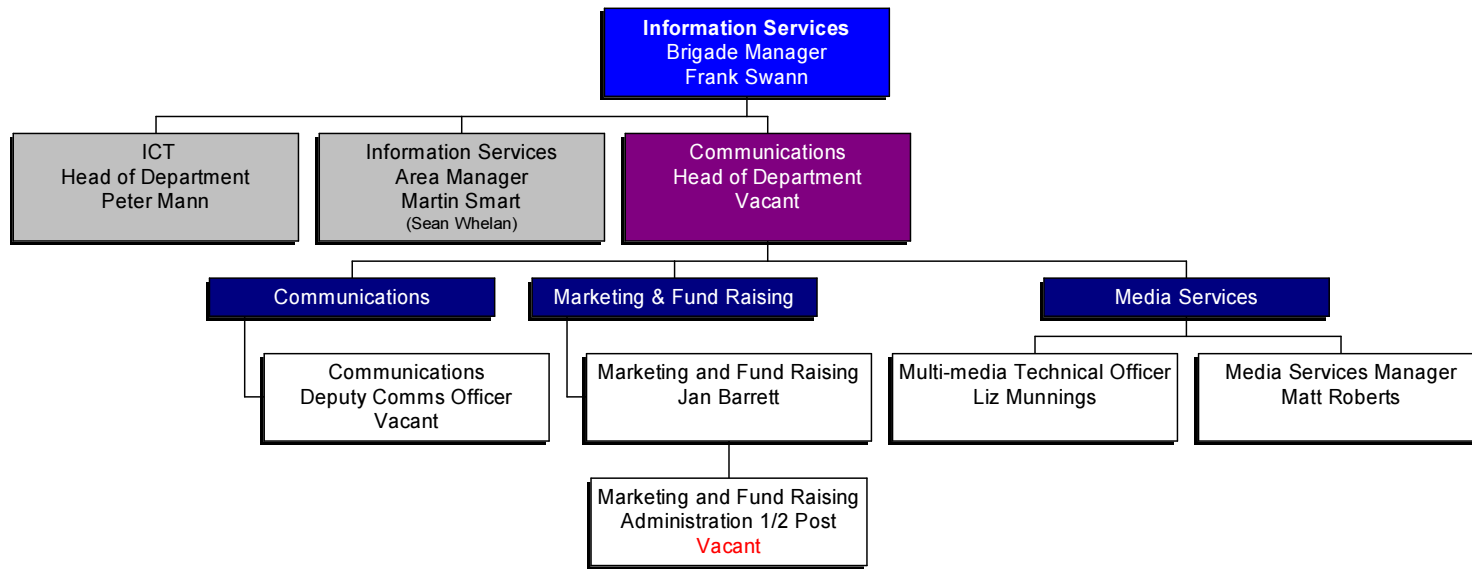 Information Services
Brigade Manager
Frank Swann
ICT
Head of Department
Peter Mann
Information Services
Area Manager
Martin Smart
(Sean Whelan)
Communications
Head of Department
Vacant
Communications
Marketing & Fund Raising
Media Services
Communications
Deputy Comms Officer
Vacant
Marketing and Fund Raising
Jan Barrett
Multi-media Technical Officer
Liz Munnings
Media Services Manager
Matt Roberts
Marketing and Fund Raising
Administration 1/2 Post
Vacant